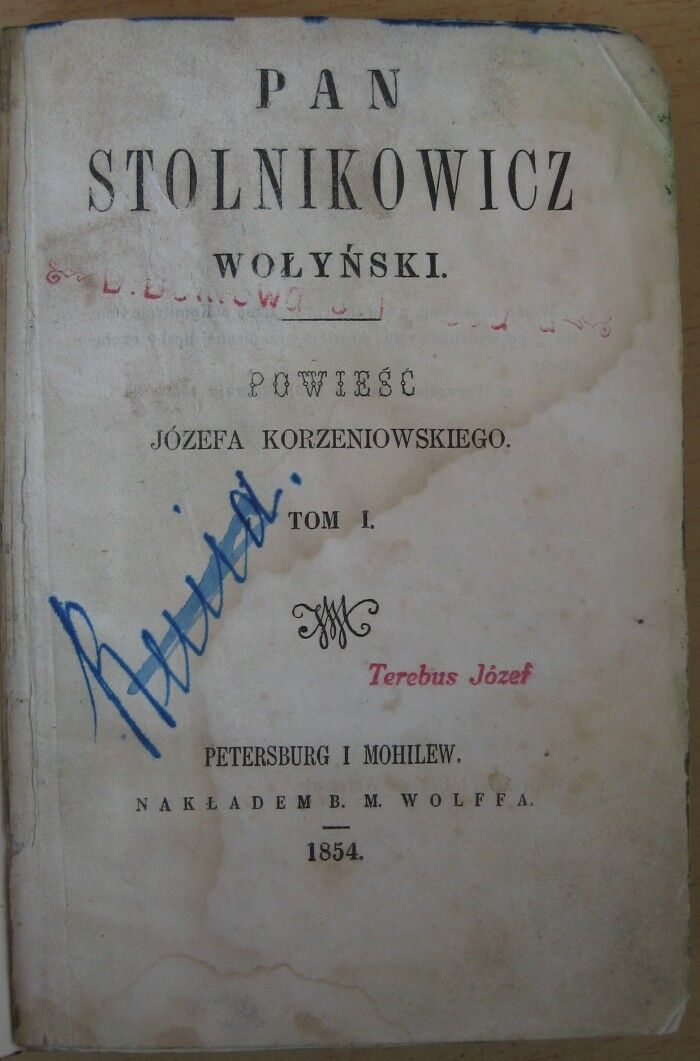 PAN
STOLNIKOWICZ
WOŁYŃSKI.
POWIEŚĆ
JÓZEFA KORZENIOWSKIEGO.
TOM I.
Terebus Józef
PETERSBURG I MOHILEW.
NAKŁADEM B. M. WOLFFA.
1854.